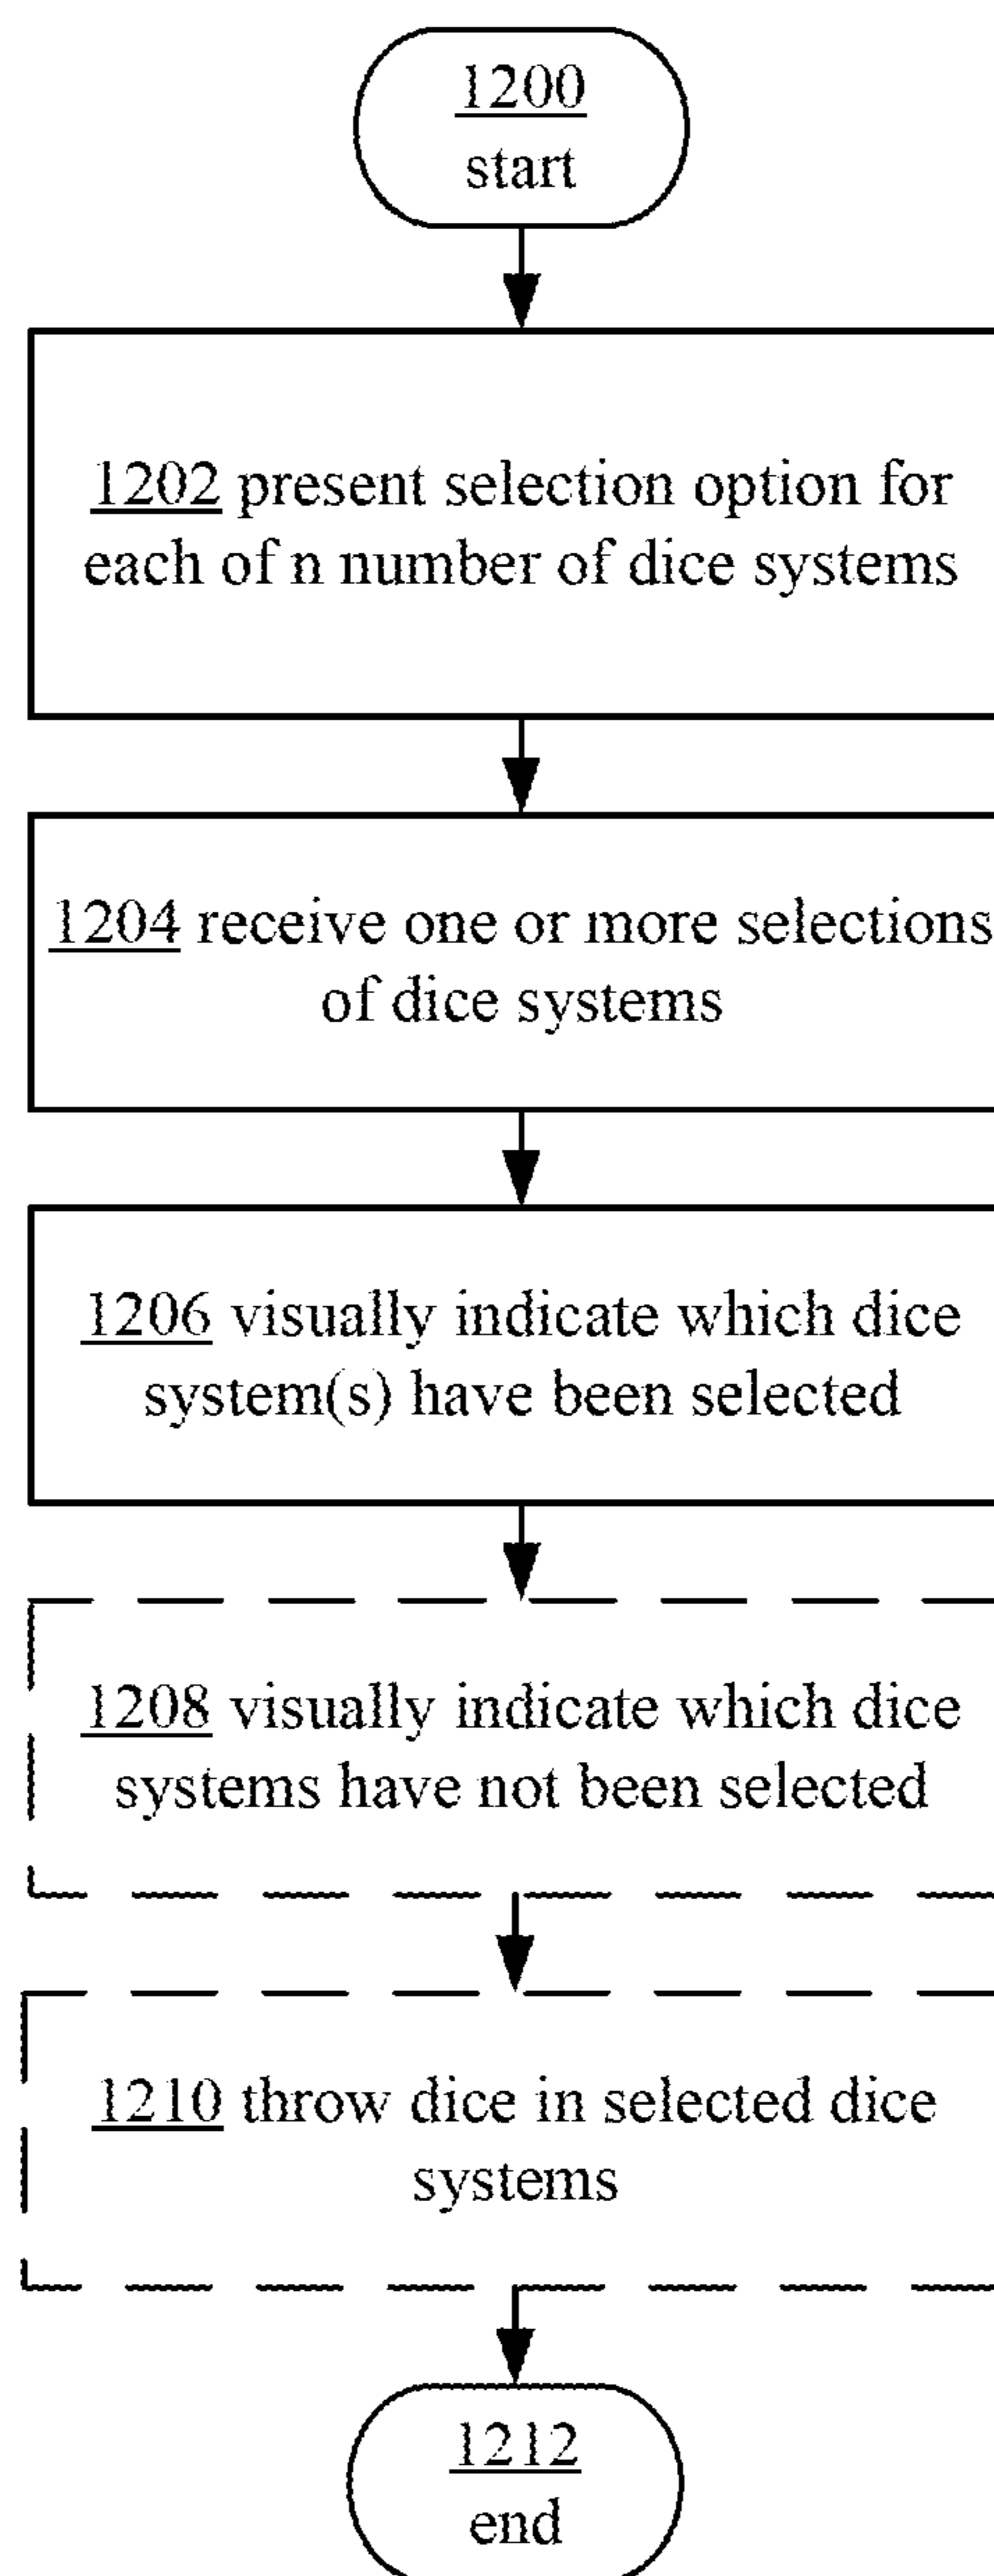 1200
start
1202 present selection option for
each of n number of dice systems
1204 receive one or more selections
of dice systems
1206 visually indicate which dice
system(s) have been selected
1208 visually indicate which dice
systems have not been selected
1210 throw dice in selected dice
systems
1212
end